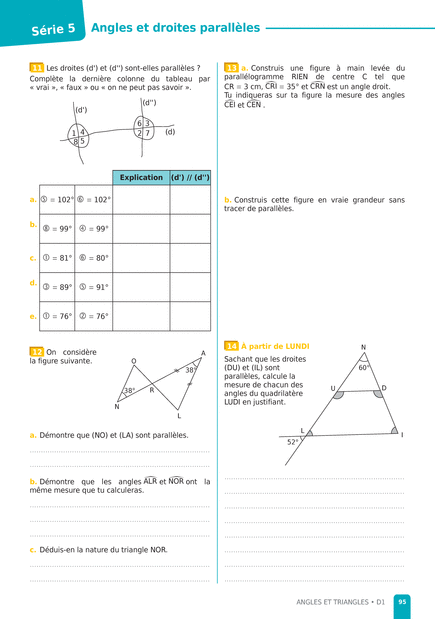 Série 5
Angles et droites parallèles
11 Les droites (d') et (d'') sont-elles parallèles ?
Complète la dernière colonne du tableau par
« vrai », « faux » ou « on ne peut pas savoir ».
(d')
(d'')
(d)
6 3
2 7
1 4
8 5
Explication (d') // (d'')
a. ⑤ = 102° ⑥ = 102°
b. ⑧ = 99° ④ = 99°
c. ① = 81° ⑥ = 80°
d. ③ = 89° ⑤ = 91°
e. ① = 76° ② = 76°
12 On considère
la figure suivante.
A
O
38°
R
38°
N
L
a. Démontre que (NO) et (LA) sont parallèles.
b. Démontre que les angles ALR et NOR ont la
même mesure que tu calculeras.
c. Déduis-en la nature du triangle NOR.
13 a. Construis une figure à main levée du
parallélogramme RIEN de centre C tel que
CR = 3 cm, CRI = 35° et CRN est un angle droit.
Tu indiqueras sur ta figure la mesure des angles
CEI et CEN .
b. Construis cette figure en vraie grandeur sans
tracer de parallèles.
14 À partir de LUNDI
Sachant que les droites
(DU) et (IL) sont
parallèles, calcule la
mesure de chacun des
angles du quadrilatère
LUDI en justifiant.
N
60°
U
D
L
I
52°
ANGLES ET TRIANGLES • D1
95